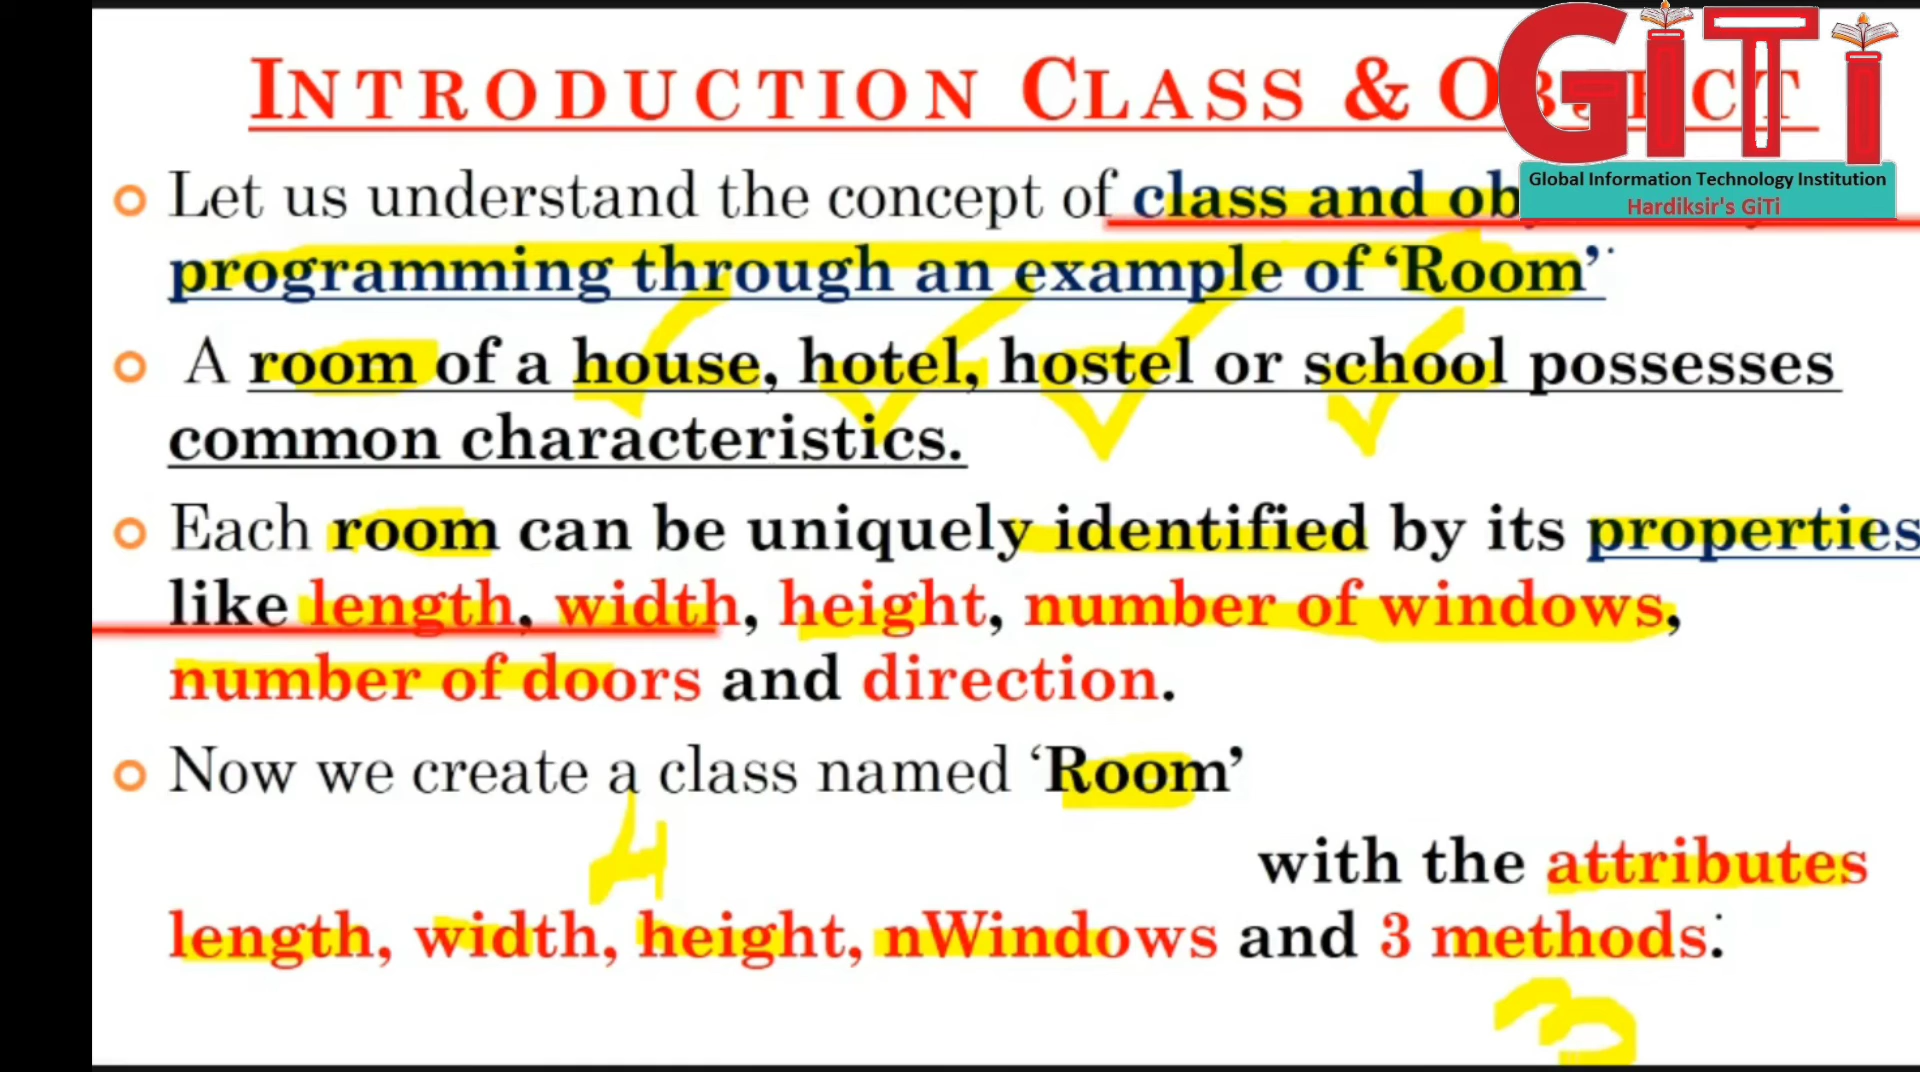 INTRODUCTION CLASS & OBJECT
GiTi
Global Information Technology Institution
Hardiksir's GiTi
Let us understand the concept of class and ob
programming through an example of ‘Room’
A room of a house, hotel, hostel or school possesses
common characteristics.
Each room can be uniquely identified by its properties
like length, width, height, number of windows,
number of doors and direction.
Now we create a class named ‘Room’
4
with the attributes
length, width, height, nWindows and 3 methods.
3